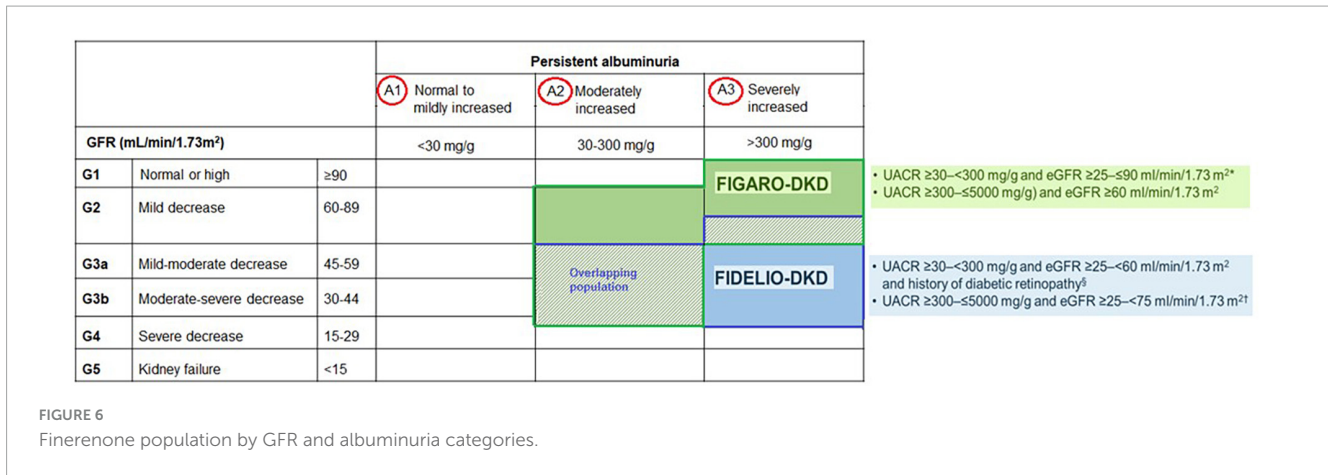 Persistent albuminuria
A1 Normal to
mildly increased
A2 Moderately
increased
A3 Severely
increased
GFR (mL/min/1.73m²)
<30 mg/g
30-300 mg/g
>300 mg/g
G1 Normal or high ≥90
G2 Mild decrease 60-89
G3a Mild-moderate decrease 45-59
G3b Moderate-severe decrease 30-44
G4 Severe decrease 15-29
G5 Kidney failure <15
FIGARO-DKD
Overlapping
population
FIDELIO-DKD
• UACR ≥30–<300 mg/g and eGFR ≥25–≤90 ml/min/1.73 m²*
• UACR ≥300–≤5000 mg/g) and eGFR ≥60 ml/min/1.73 m²
• UACR ≥30–<300 mg/g and eGFR ≥25–<60 ml/min/1.73 m²
and history of diabetic retinopathy§
• UACR ≥300–≤5000 mg/g and eGFR ≥25–<75 ml/min/1.73 m²†
FIGURE 6
Finerenone population by GFR and albuminuria categories.